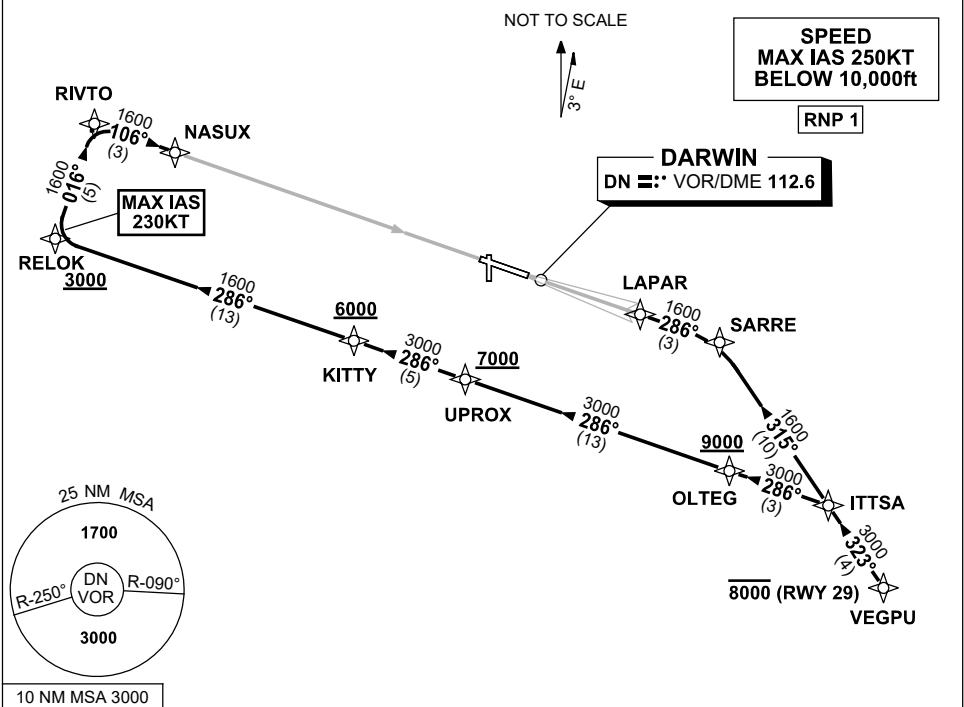 NOT TO SCALE
3° E
SPEED
MAX IAS 250KT
BELOW 10,000ft
RNP 1
RIVTO
1600
106°
(3)
NASUX
DARWIN
DN VOR/DME 112.6
1600
016°
(5)
MAX IAS
230KT
RELOK
3000
LAPAR
1600
286°
(3)
SARRE
1600
286°
(13)
6000
KITTY
3000
286°
(5)
7000
UPROX
3000
286°
(13)
1600
315°
(10)
9000
OLTEG
3000
286°
(3)
ITTSA
3000
323°
(4)
8000 (RWY 29)
VEGPU
25 NM MSA
1700
R-250°
DN
VOR
R-090°
3000
10 NM MSA 3000